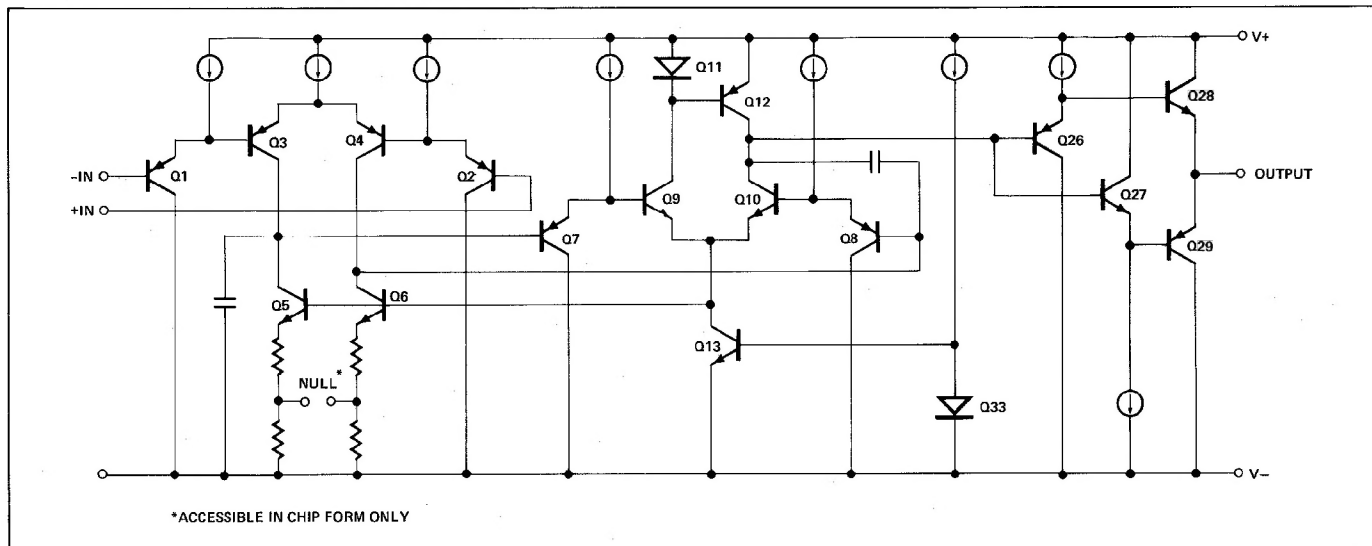 V+
Q11
Q12
Q3
Q4
Q26
Q28
–IN
Q1
Q2
+IN
Q9
Q10
Q27
OUTPUT
Q7
Q8
Q29
Q5
Q6
Q13
NULL*
Q33
V–
*ACCESSIBLE IN CHIP FORM ONLY